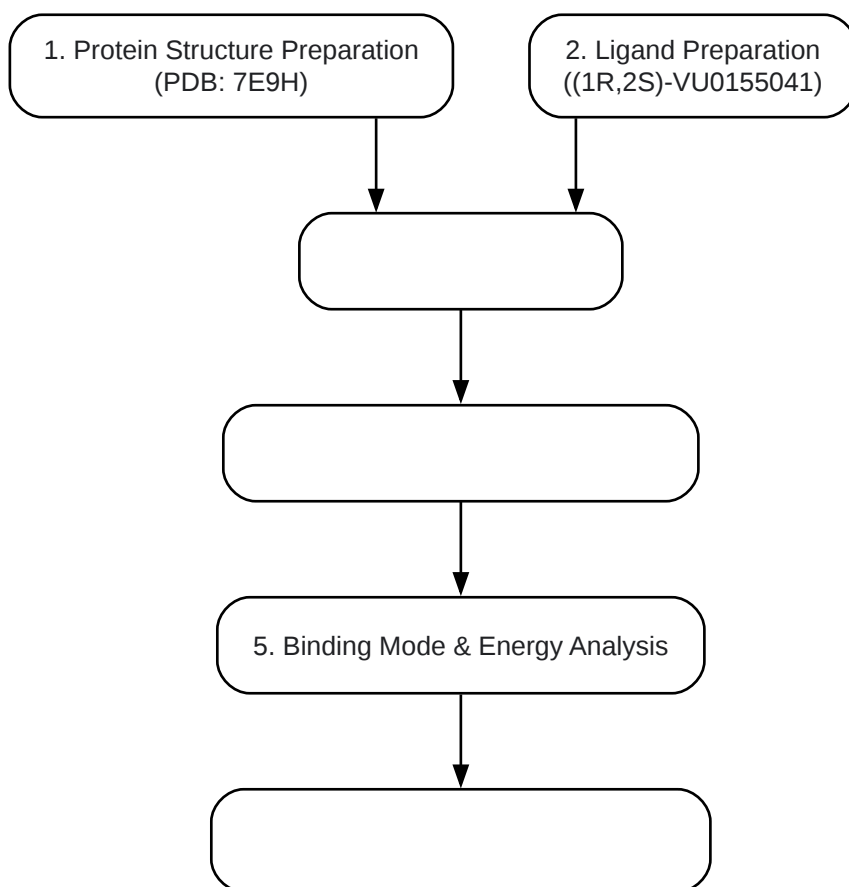 1. Protein Structure Preparation
(PDB: 7E9H)
2. Ligand Preparation
((1R,2S)-VU0155041)
5. Binding Mode & Energy Analysis